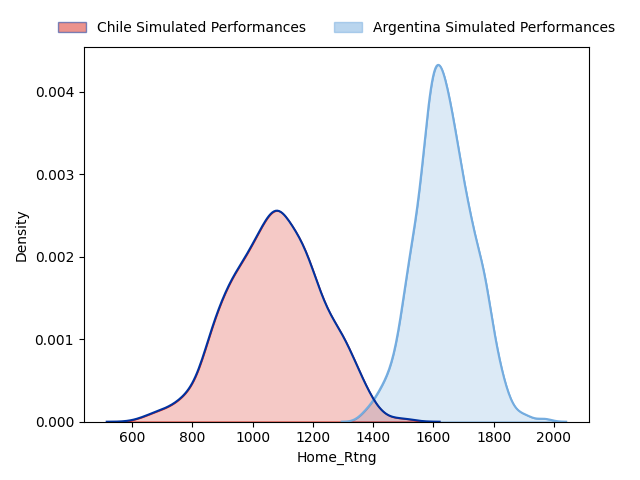 Chile Simulated Performances Argentina Simulated Performances
0.004
0.003
0.002
0.001
0.000
Density
600 800 1000 1200 1400 1600 1800 2000
Home_Rtng